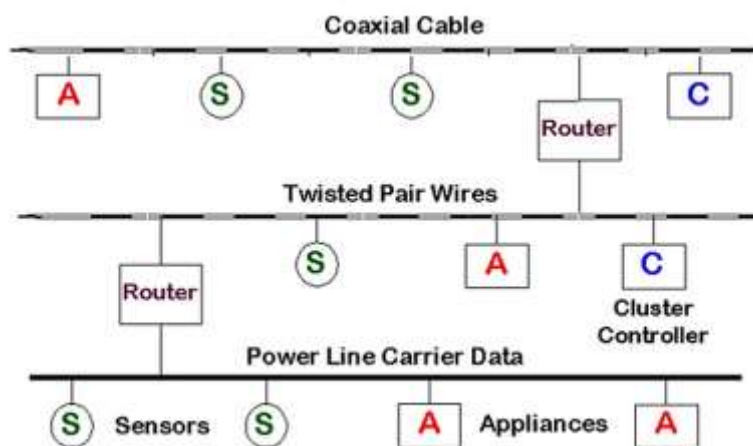 Coaxial Cable
A S S Router C
Twisted Pair Wires
Router S A C
Cluster
Controller
Power Line Carrier Data
S Sensors S A Appliances A